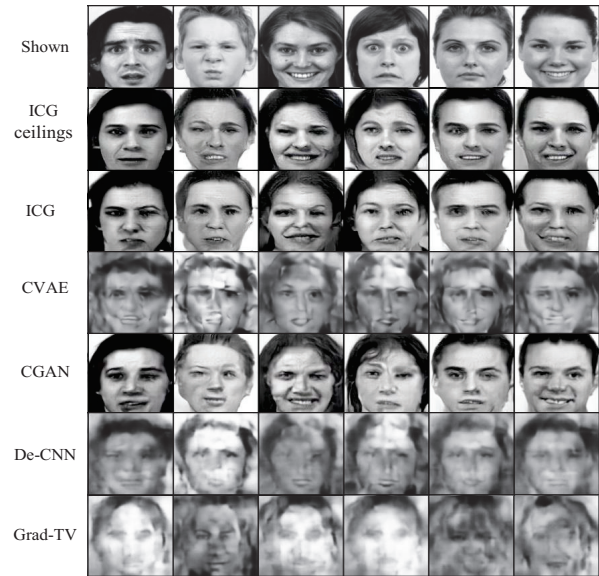 Shown
ICG
ceilings
ICG
CVAE
CGAN
De-CNN
Grad-TV